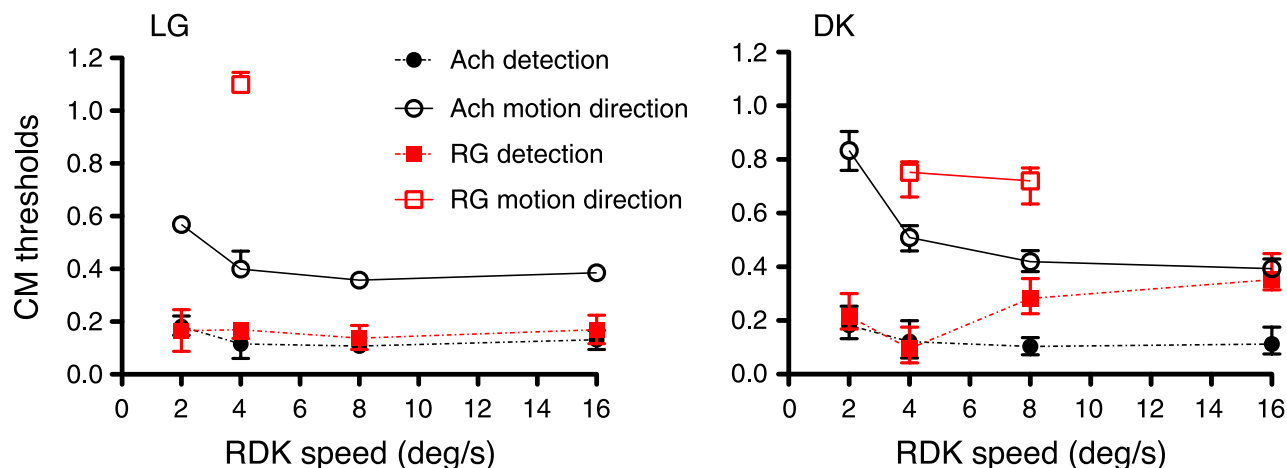 LG
CM thresholds
1.2
1.0
0.8
0.6
0.4
0.2
0.0
0 2 4 6 8 10 12 14 16
RDK speed (deg/s)
Ach detection
Ach motion direction
RG detection
RG motion direction
DK
1.2
1.0
0.8
0.6
0.4
0.2
0.0
0 2 4 6 8 10 12 14 16
RDK speed (deg/s)